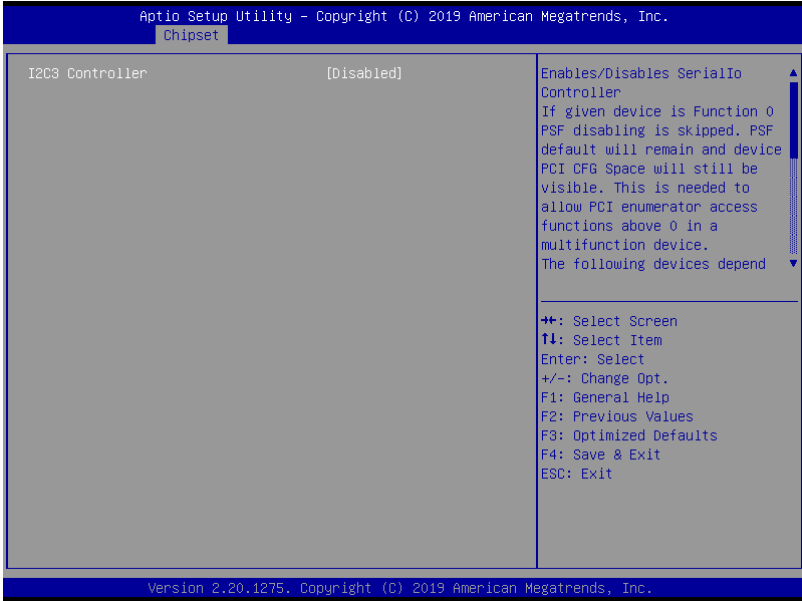 Aptio Setup Utility – Copyright (C) 2019 American Megatrends, Inc.
Chipset
I2C3 Controller [Disabled]
Enables/Disables SerialIo
Controller
If given device is Function 0
PSF disabling is skipped. PSF
default will remain and device
PCI CFG Space will still be
visible. This is needed to
allow PCI enumerator access
functions above 0 in a
multifunction device.
The following devices depend
→←: Select Screen
↑↓: Select Item
Enter: Select
+/-: Change Opt.
F1: General Help
F2: Previous Values
F3: Optimized Defaults
F4: Save & Exit
ESC: Exit
Version 2.20.1275. Copyright (C) 2019 American Megatrends, Inc.